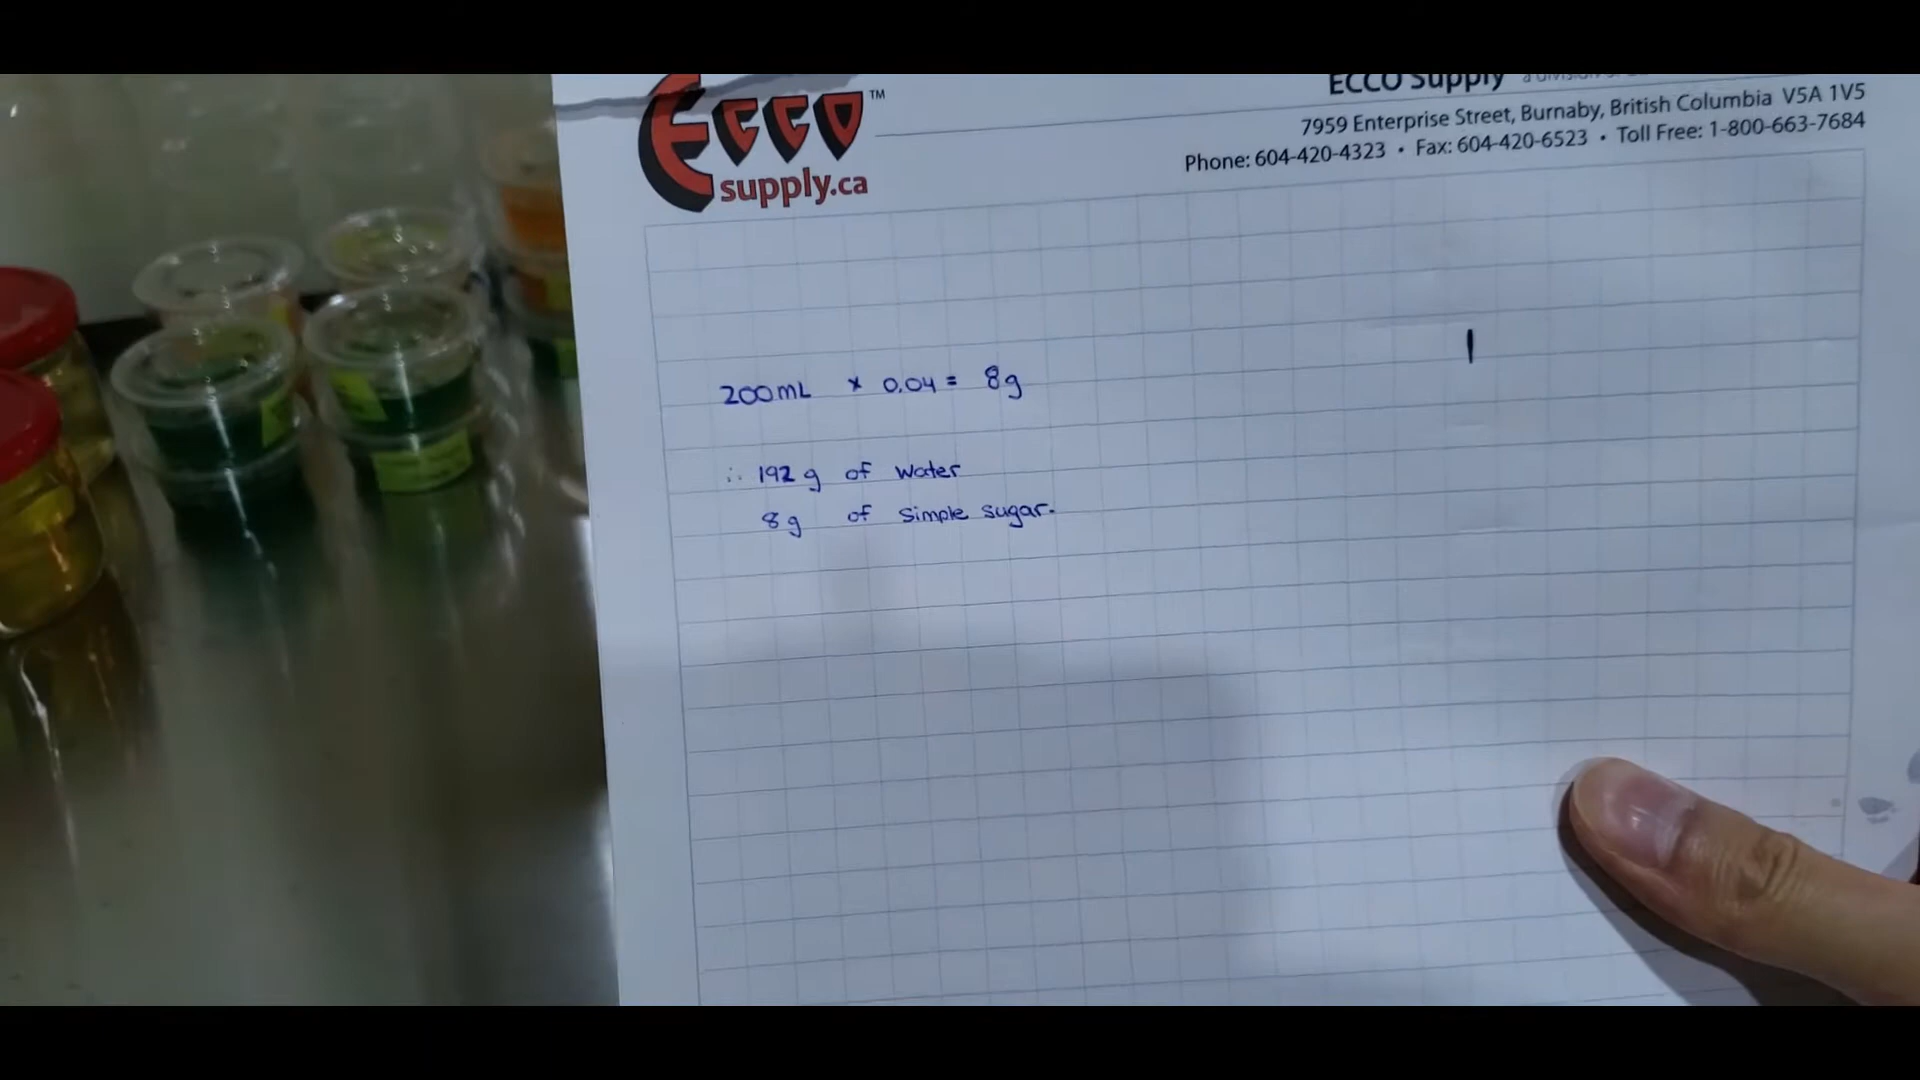 ECCO™
supply.ca
ECCO Supply
7959 Enterprise Street, Burnaby, British Columbia V5A 1V5
Phone: 604-420-4323 • Fax: 604-420-6523 • Toll Free: 1-800-663-7684
200mL × 0.04 = 8g
∴ 192 g of water
8g of simple sugar.